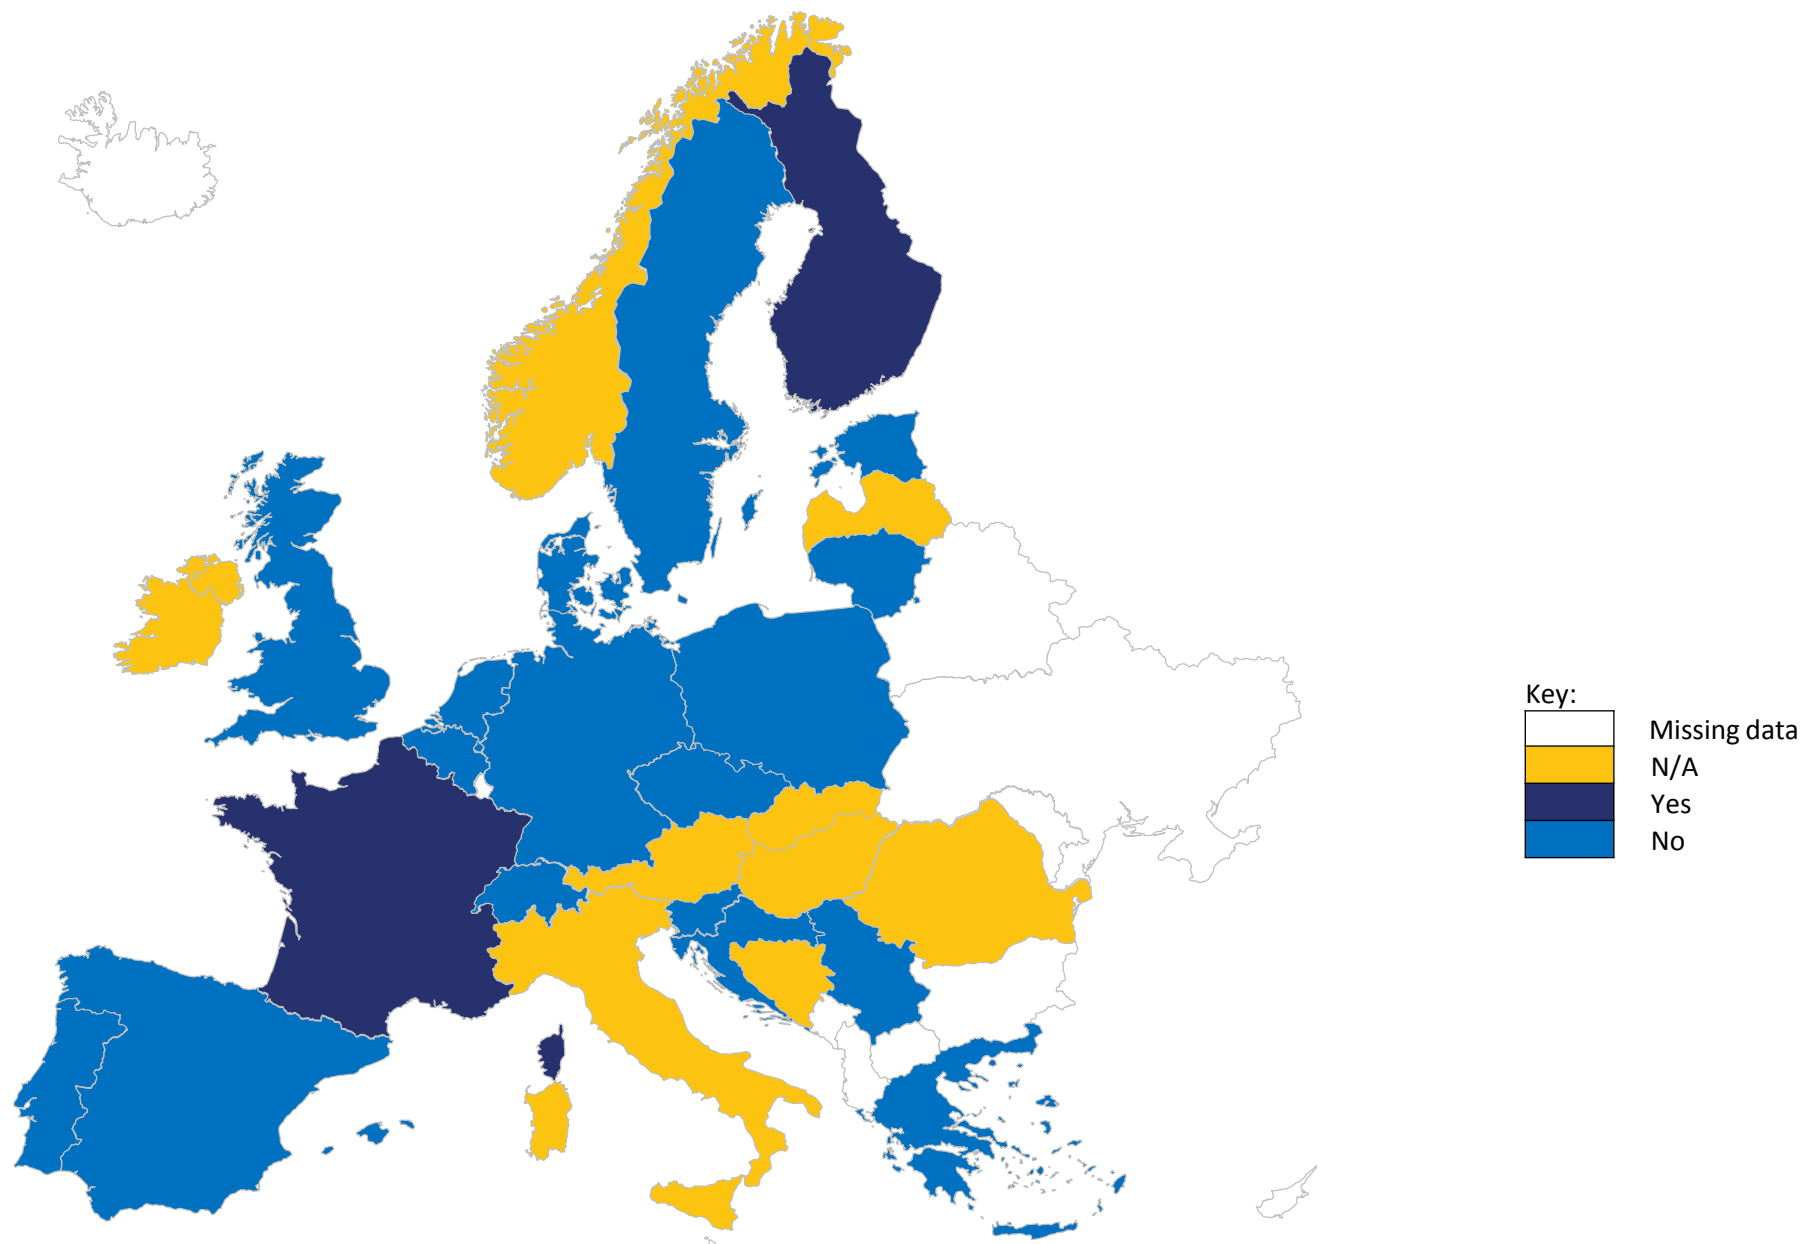 Key:
Missing data
N/A
Yes
No